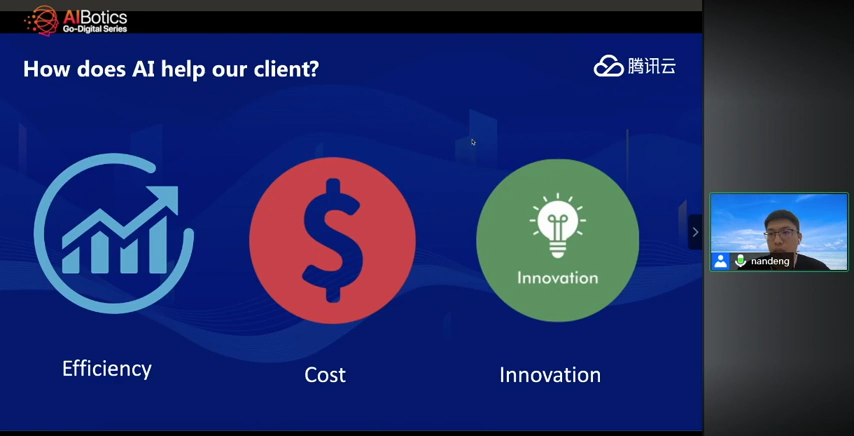 AIBotics
Go-Digital Series
How does AI help our client?
腾讯云
Innovation
Efficiency
Cost
Innovation
nandeng